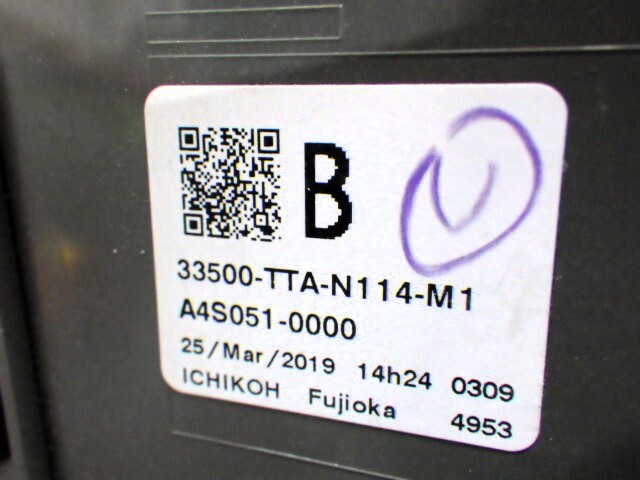 B
33500-TTA-N114-M1
A4S051-0000
25/Mar/2019 14h24 0309
ICHIKOH Fujioka 4953